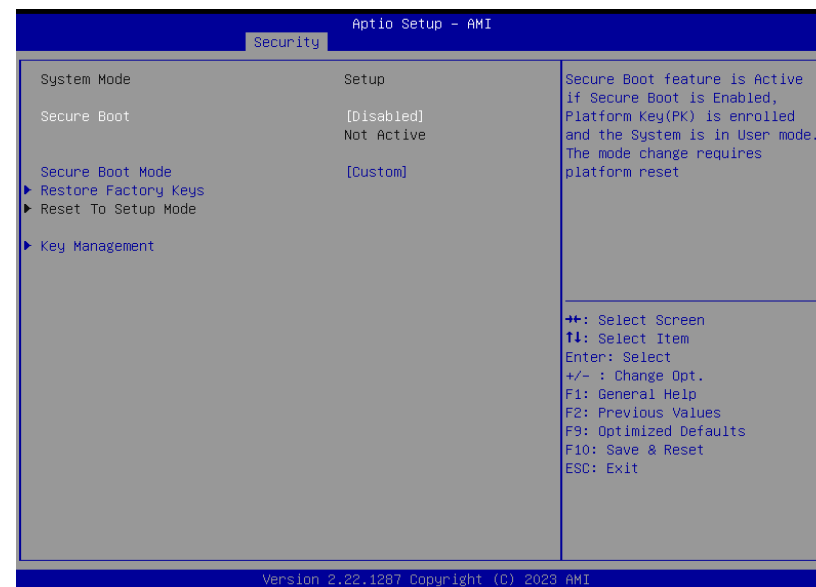 Aptio Setup - AMI
Security
System Mode Setup
Secure Boot [Disabled]
Not Active
Secure Boot Mode [Custom]
▶ Restore Factory Keys
▶ Reset To Setup Mode
▶ Key Management
Secure Boot feature is Active
if Secure Boot is Enabled,
Platform Key(PK) is enrolled
and the System is in User mode.
The mode change requires
platform reset
→←: Select Screen
↑↓: Select Item
Enter: Select
+/- : Change Opt.
F1: General Help
F2: Previous Values
F9: Optimized Defaults
F10: Save & Reset
ESC: Exit
Version 2.22.1287 Copyright (C) 2023 AMI